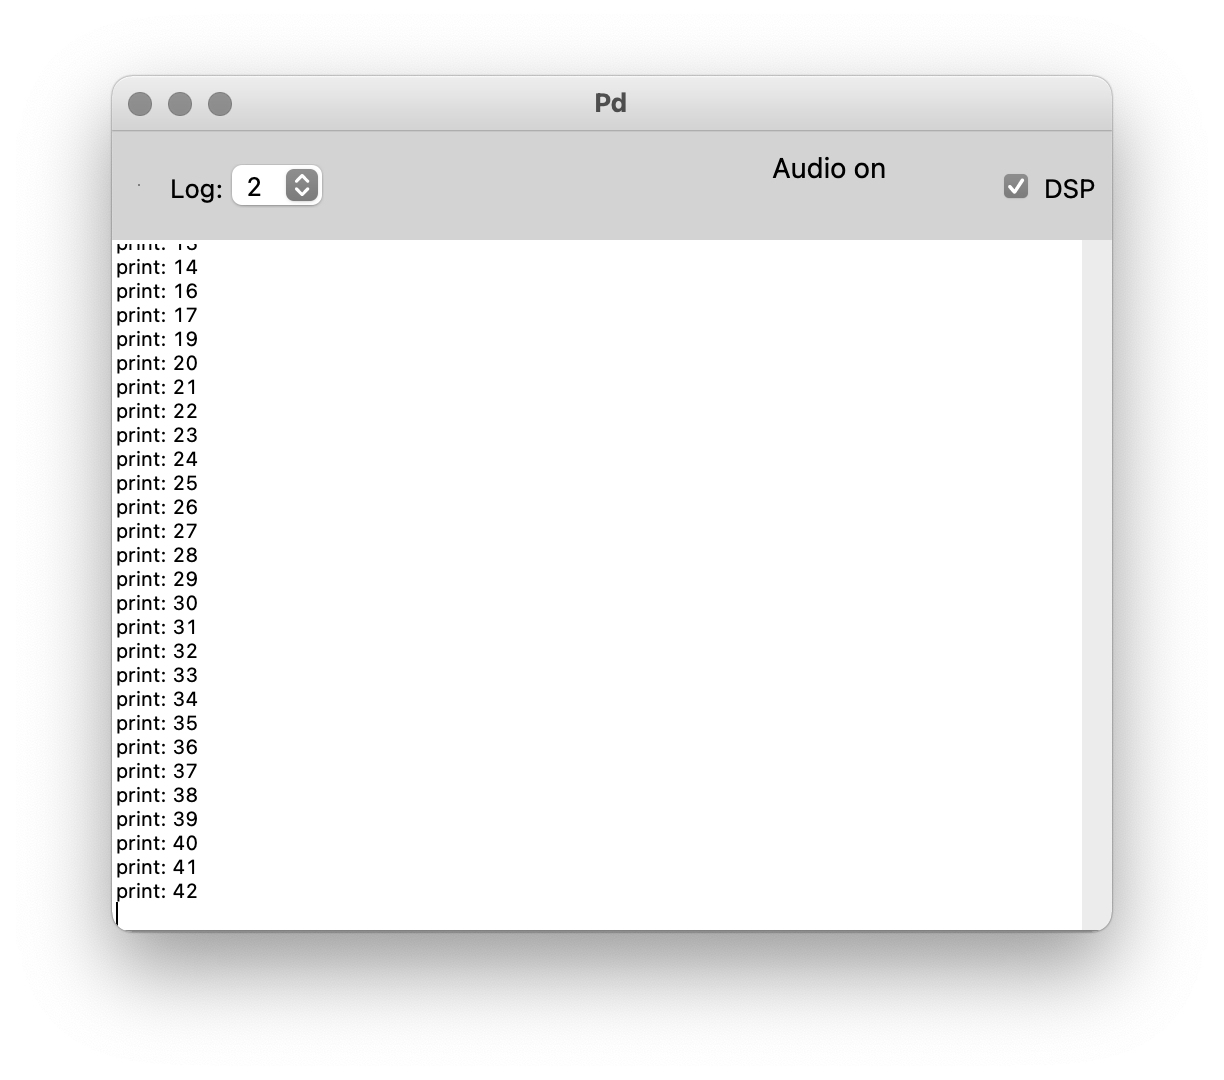 Pd
Log: 2
Audio on
DSP
print: 14
print: 16
print: 17
print: 19
print: 20
print: 21
print: 22
print: 23
print: 24
print: 25
print: 26
print: 27
print: 28
print: 29
print: 30
print: 31
print: 32
print: 33
print: 34
print: 35
print: 36
print: 37
print: 38
print: 39
print: 40
print: 41
print: 42